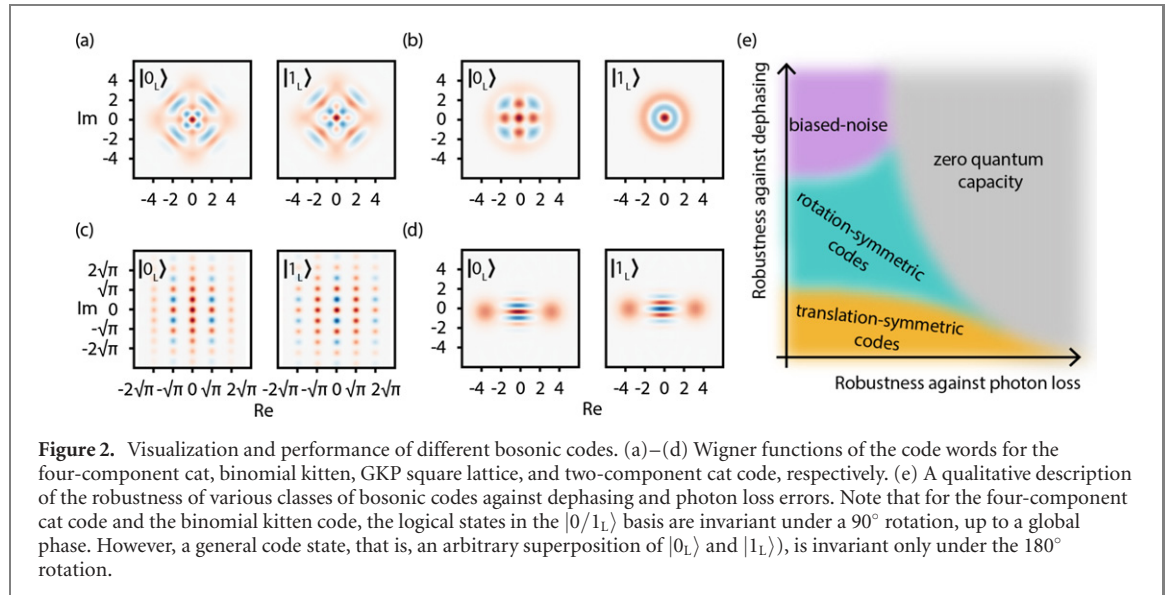 (a)
(b)
(e)
|0L⟩
|1L⟩
|0L⟩
|1L⟩
4
2
Im 0
-2
-4
4
2
0
-2
-4
-4 -2 0 2 4
-4 -2 0 2 4
-4 -2 0 2 4
-4 -2 0 2 4
(c)
(d)
|0L⟩
|1L⟩
|0L⟩
|1L⟩
2√π
√π
Im 0
-√π
-2√π
4
2
0
-2
-4
-2√π -√π 0 √π 2√π
-2√π -√π 0 √π 2√π
-4 -2 0 2 4
-4 -2 0 2 4
Re
Re
Robustness against dephasing
biased-noise
zero quantum
capacity
rotation-symmetric
codes
translation-symmetric
codes
Robustness against photon loss
Figure 2. Visualization and performance of different bosonic codes. (a)–(d) Wigner functions of the code words for the
four-component cat, binomial kitten, GKP square lattice, and two-component cat code, respectively. (e) A qualitative description
of the robustness of various classes of bosonic codes against dephasing and photon loss errors. Note that for the four-component
cat code and the binomial kitten code, the logical states in the |0/1L⟩ basis are invariant under a 90° rotation, up to a global
phase. However, a general code state, that is, an arbitrary superposition of |0L⟩ and |1L⟩), is invariant only under the 180°
rotation.